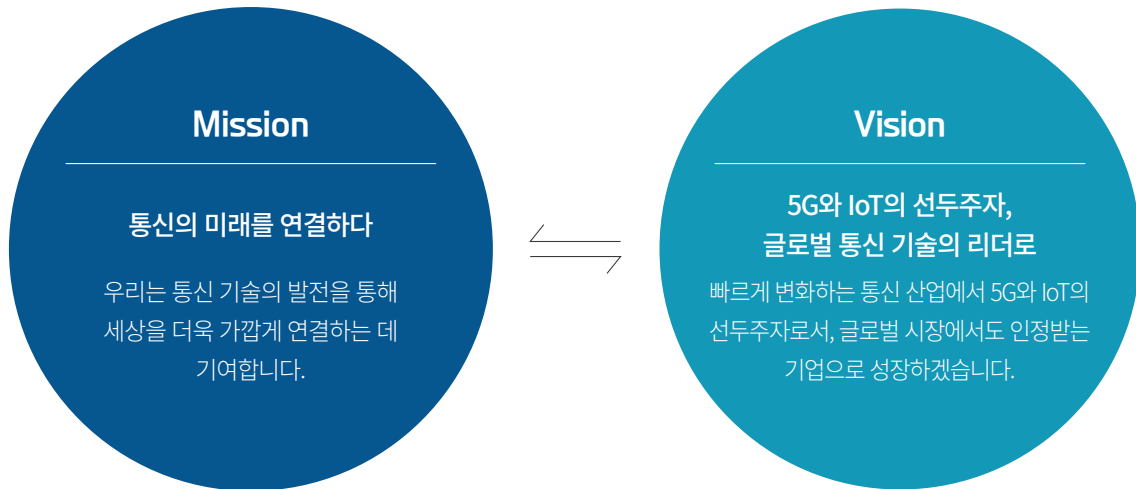 Mission
통신의 미래를 연결하다
우리는 통신 기술의 발전을 통해
세상을 더욱 가깝게 연결하는 데
기여합니다.
Vision
5G와 IoT의 선두주자,
글로벌 통신 기술의 리더로
빠르게 변화하는 통신 산업에서 5G와 IoT의
선두주자로서, 글로벌 시장에서도 인정받는
기업으로 성장하겠습니다.